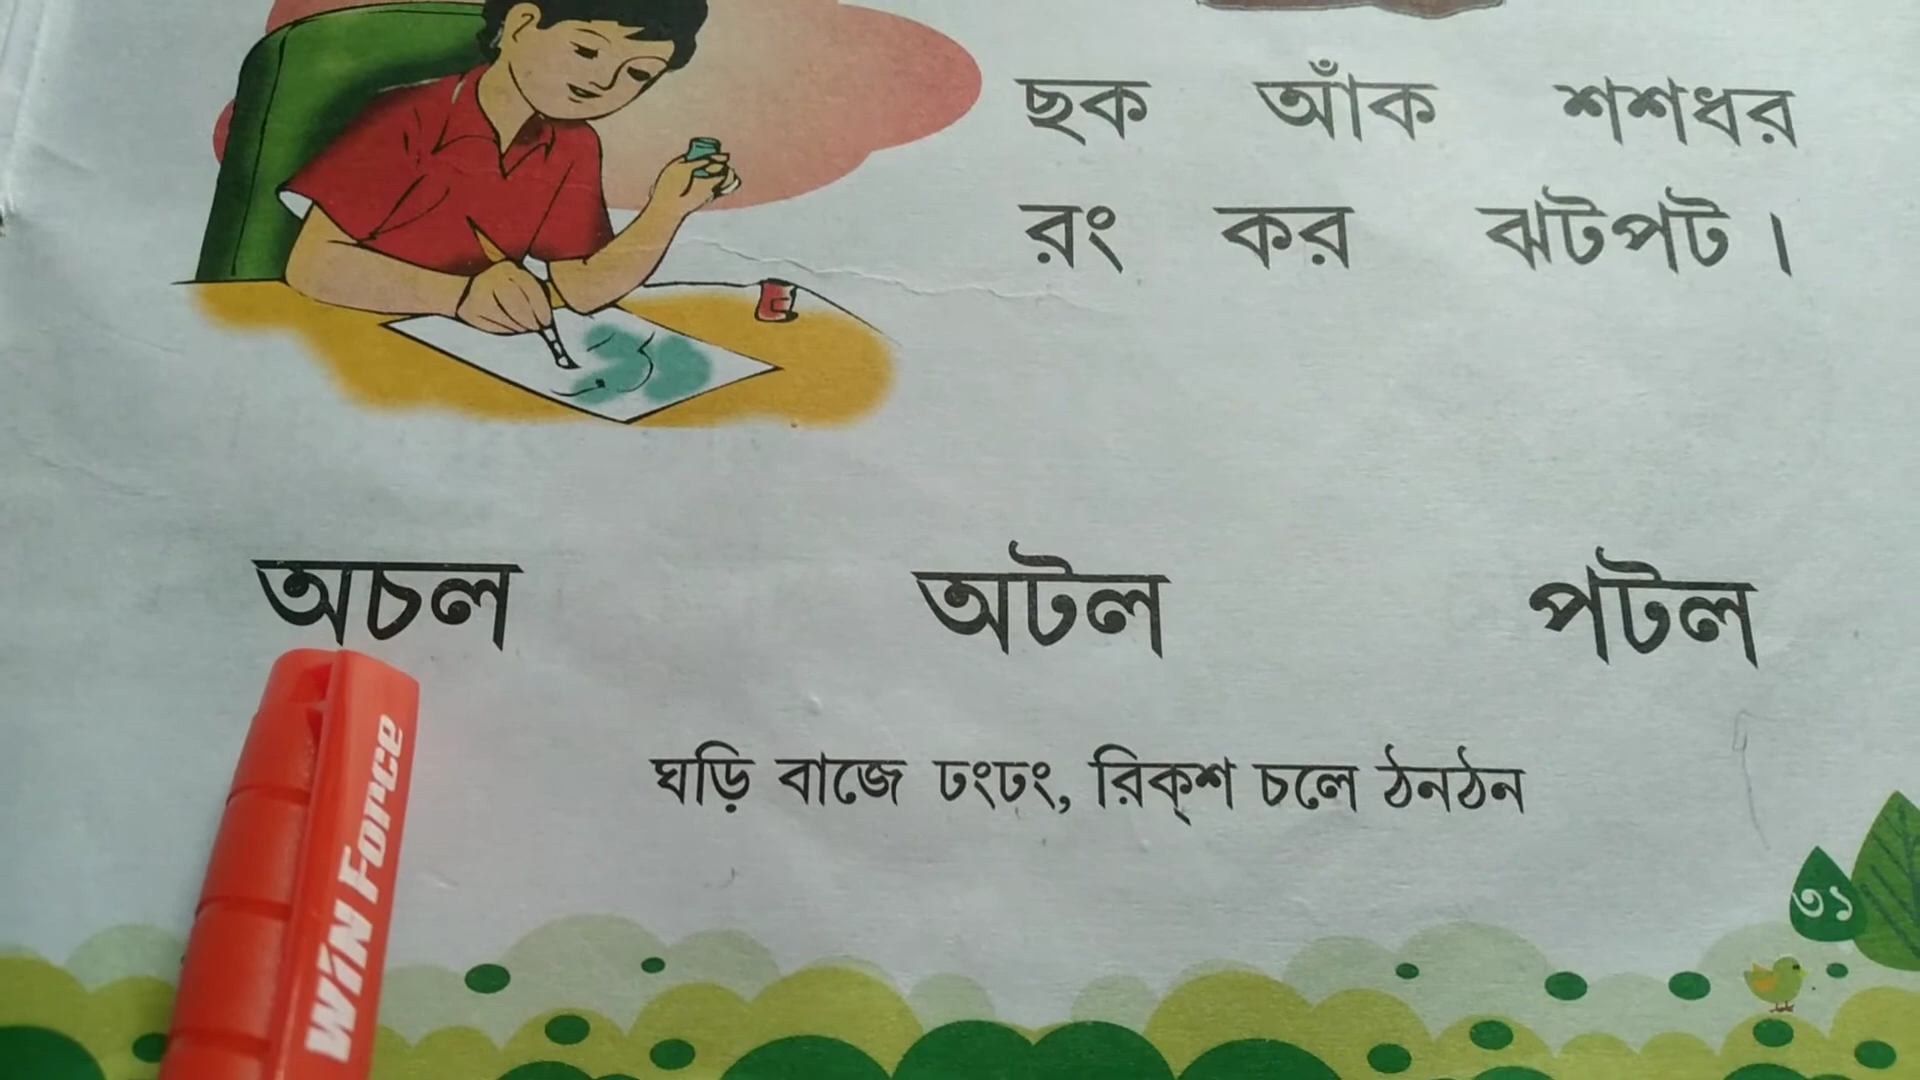 ছক আঁক শশধর
রং কর ঝটপট ।
অচল অটল পটল
ঘড়ি বাজে ঢংঢং, রিক্‌শ চলে ঠনঠন
WIN Force
৩১